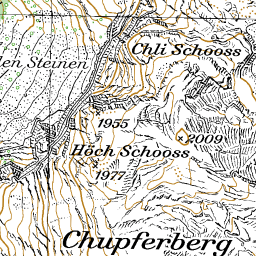 Chli Schooss
den Steinen
1955
2009
Höch Schooss
1977
Chupferberg